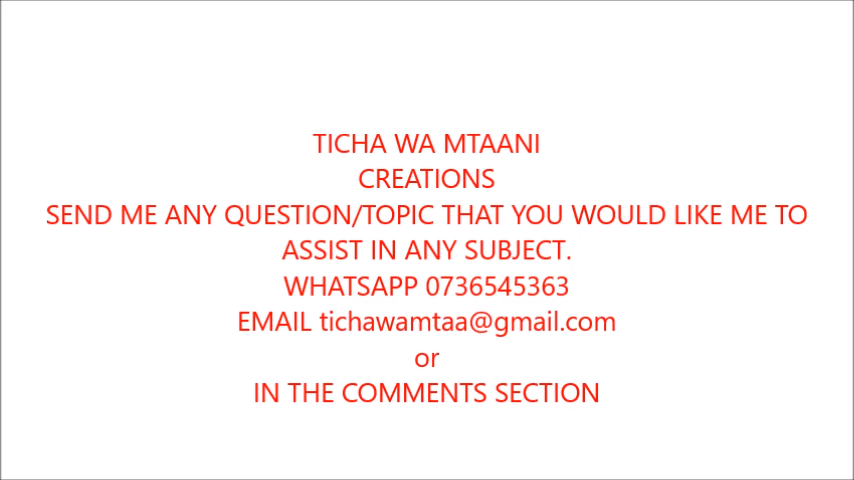 TICHA WA MTAANI
CREATIONS
SEND ME ANY QUESTION/TOPIC THAT YOU WOULD LIKE ME TO
ASSIST IN ANY SUBJECT.
WHATSAPP 0736545363
EMAIL tichawamtaa@gmail.com
or
IN THE COMMENTS SECTION